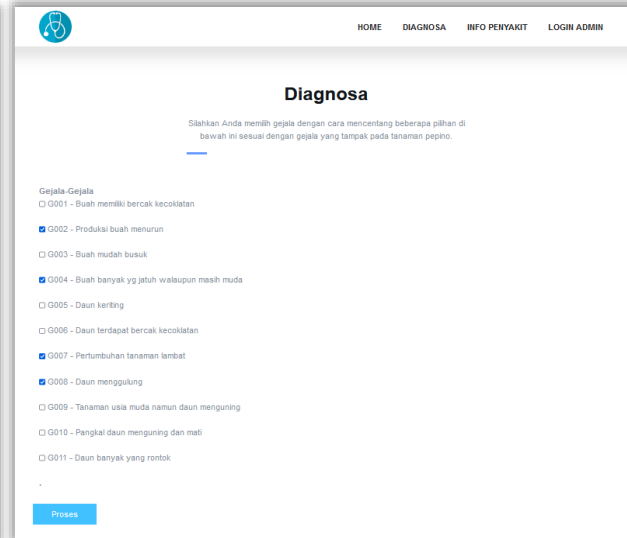 HOME DIAGNOSA INFO PENYAKIT LOGIN ADMIN
Diagnosa
Silahkan Anda memilih gejala dengan cara mencentang beberapa pilihan di
bawah ini sesuai dengan gejala yang tampak pada tanaman pepino.
Gejala-Gejala
G001 - Buah memiliki bercak kecoklatan
G002 - Produksi buah menurun
G003 - Buah mudah busuk
G004 - Buah banyak yg jatuh walaupun masih muda
G005 - Daun keriting
G006 - Daun terdapat bercak kecoklatan
G007 - Pertumbuhan tanaman lambat
G008 - Daun menggulung
G009 - Tanaman usia muda namun daun menguning
G010 - Pangkal daun menguning dan mati
G011 - Daun banyak yang rontok
.
Proses